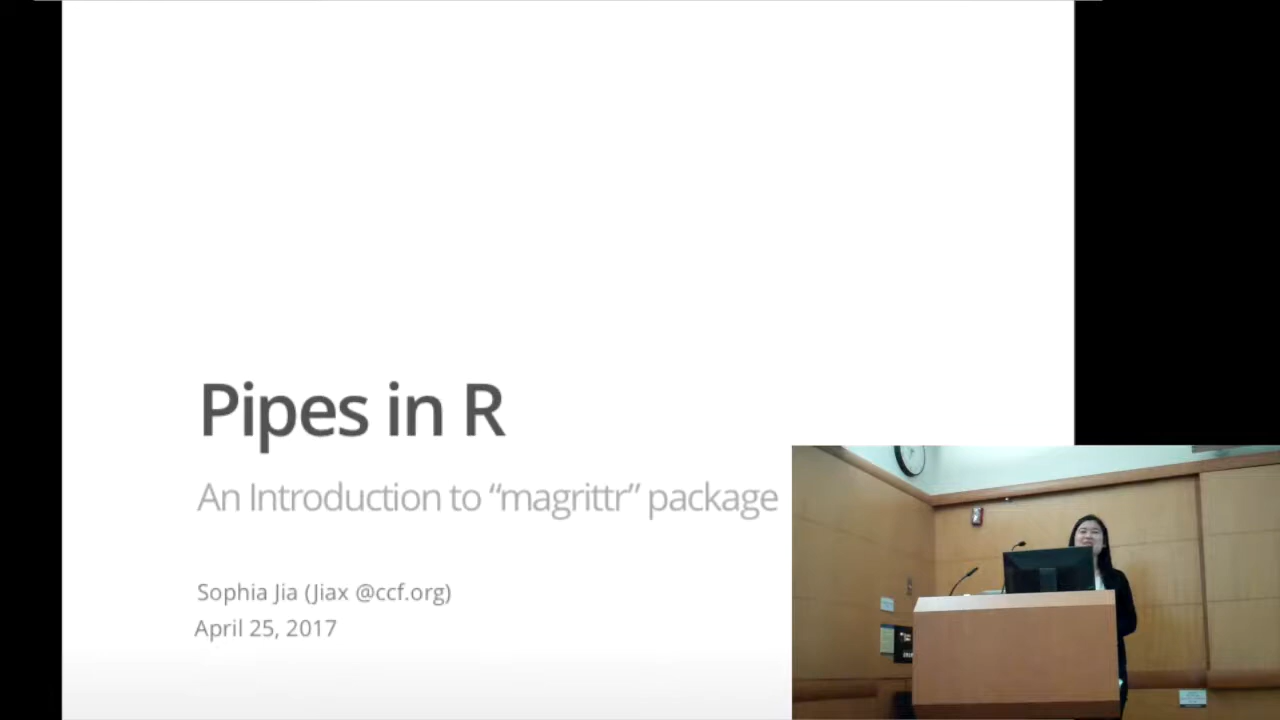 Pipes in R
An Introduction to “magrittr” package
Sophia Jia (Jiax @ccf.org)
April 25, 2017